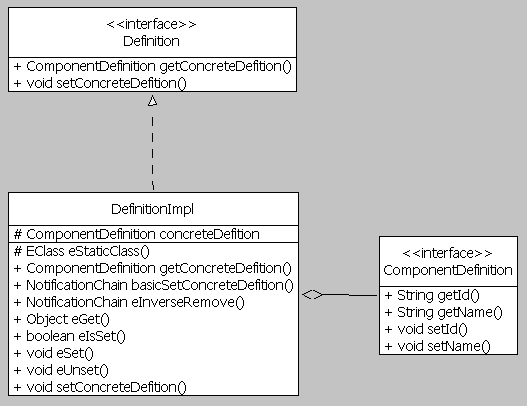 <<interface>>
Definition
+ ComponentDefinition getConcreteDefition()
+ void setConcreteDefition()
DefinitionImpl
# ComponentDefinition concreteDefition
# EClass eStaticClass()
+ ComponentDefinition getConcreteDefition()
+ NotificationChain basicSetConcreteDefition()
+ NotificationChain eInverseRemove()
+ Object eGet()
+ boolean eIsSet()
+ void eSet()
+ void eUnset()
+ void setConcreteDefition()
<<interface>>
ComponentDefinition
+ String getId()
+ String getName()
+ void setId()
+ void setName()